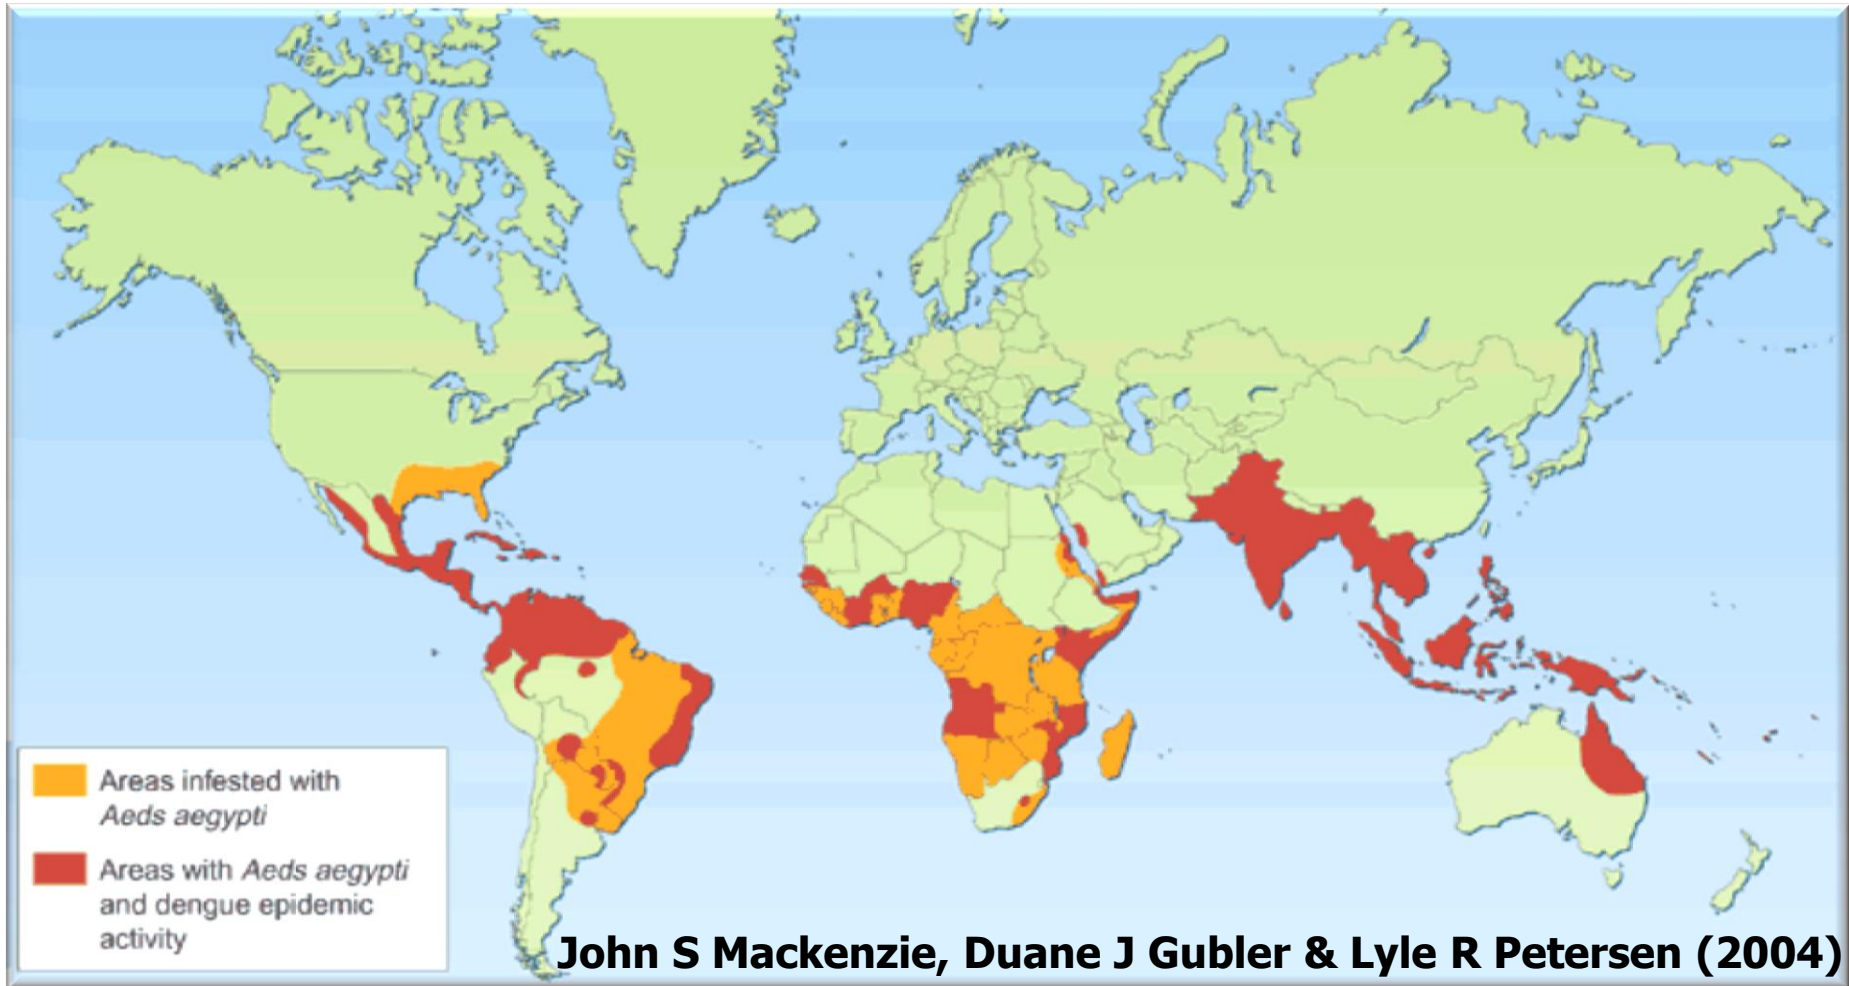 Areas infested with
Aeds aegypti
Areas with Aeds aegypti
and dengue epidemic
activity
John S Mackenzie, Duane J Gubler & Lyle R Petersen (2004)